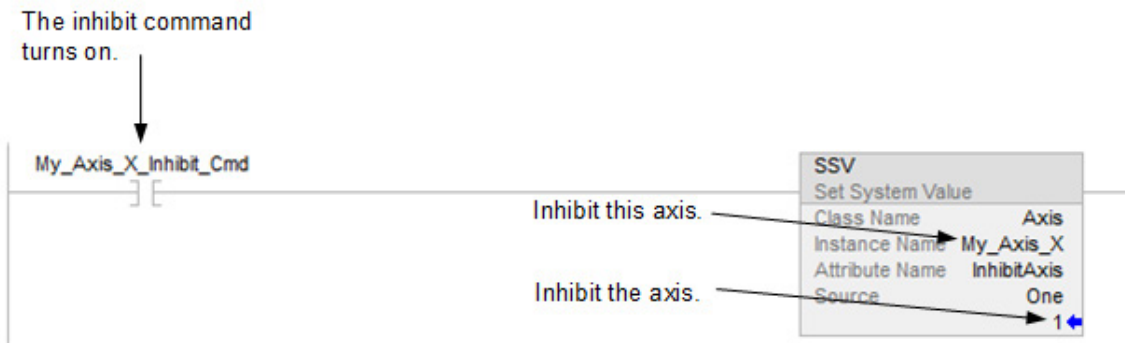 The inhibit command
turns on.
My_Axis_X_Inhibit_Cmd
SSV
Set System Value
Class Name Axis
Instance Name My_Axis_X
Attribute Name InhibitAxis
Source One
1
Inhibit this axis.
Inhibit the axis.